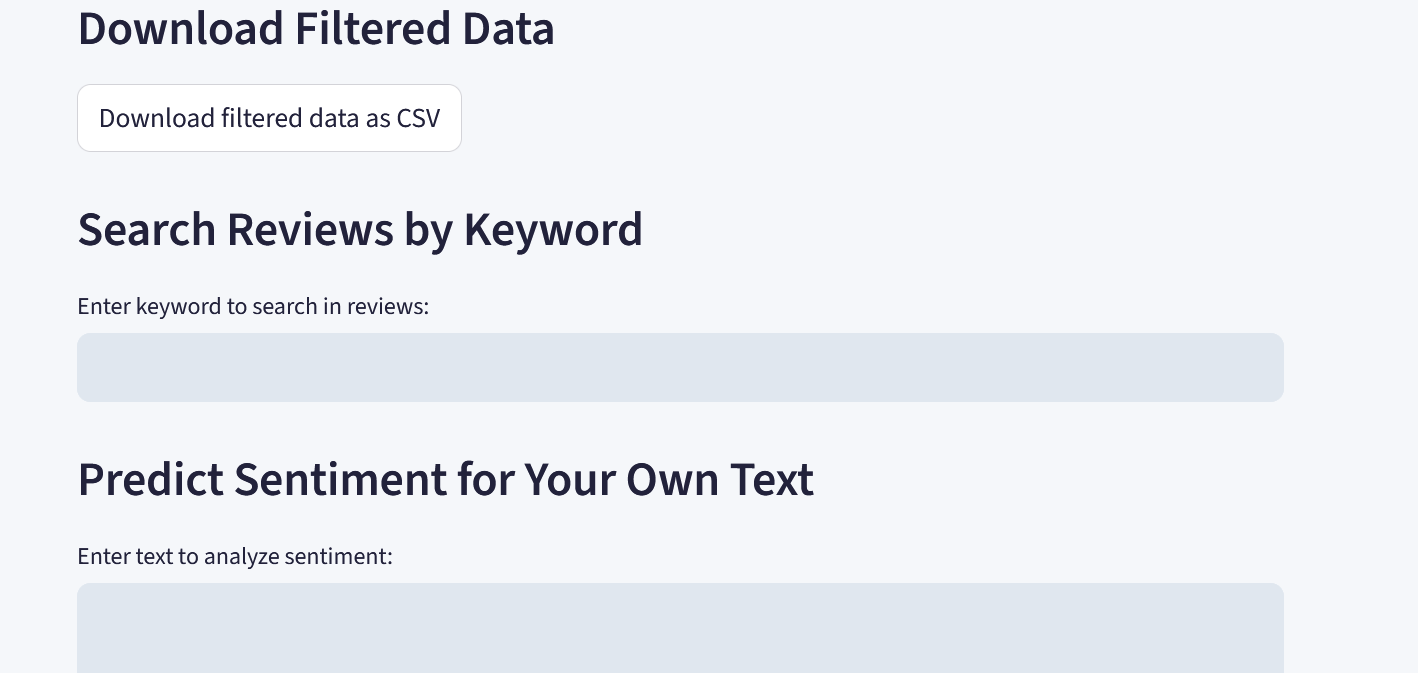 Download Filtered Data
Download filtered data as CSV
Search Reviews by Keyword
Enter keyword to search in reviews:
Predict Sentiment for Your Own Text
Enter text to analyze sentiment: